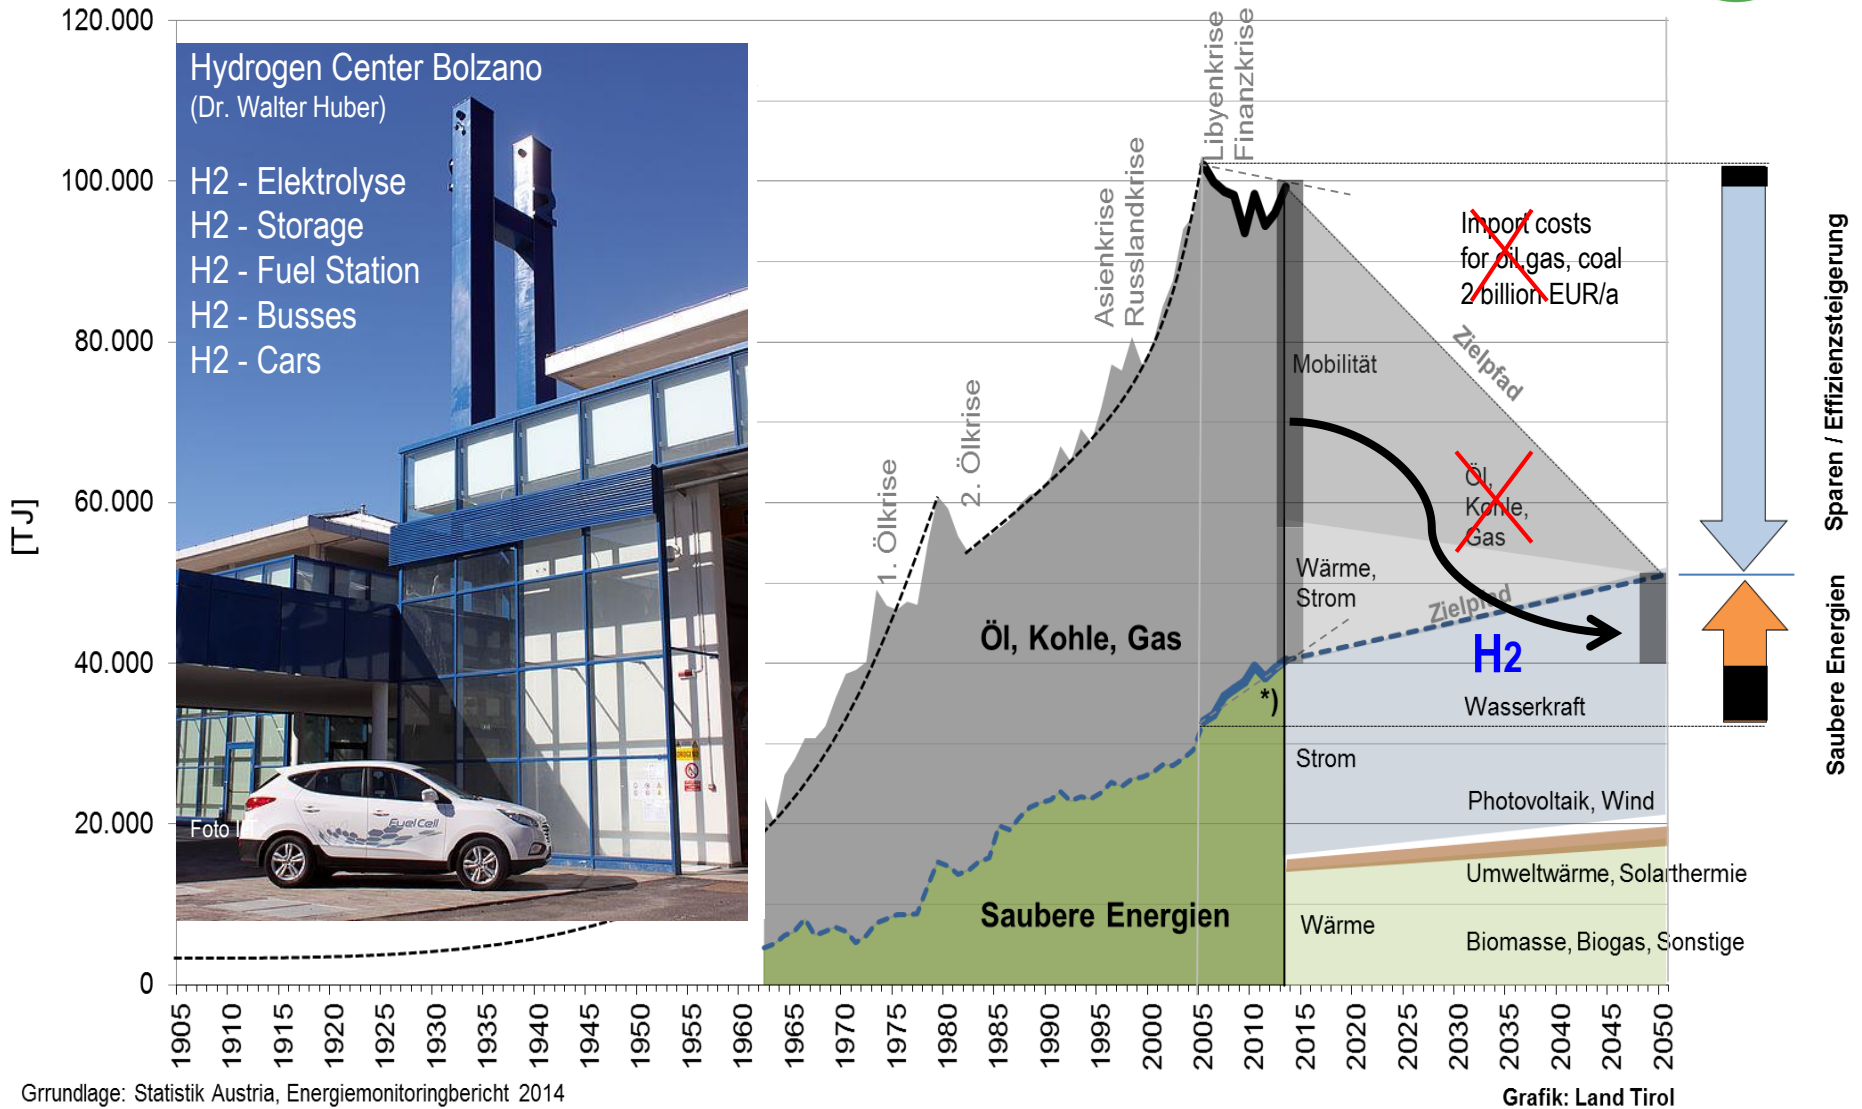 120.000
100.000
80.000
60.000
40.000
20.000
0
[TJ]
Hydrogen Center Bolzano
(Dr. Walter Huber)
H2 - Elektrolyse
H2 - Storage
H2 - Fuel Station
H2 - Busses
H2 - Cars
Fuel Cell
Foto I
1. Ölkrise
2. Ölkrise
Asienkrise
Russlandkrise
Libyenkrise
Finanzkrise
Import costs
for oil,gas, coal
2 billion EUR/a
Zielpfad
Mobilität
Öl,
Kohle,
Gas
Wärme,
Strom
Zielpfad
Öl, Kohle, Gas
H2
*)
Wasserkraft
Strom
Photovoltaik, Wind
Umweltwärme, Solarthermie
Saubere Energien
Wärme
Biomasse, Biogas, Sonstige
Sparen / Effizienzsteigerung
Saubere Energien
1905 1910 1915 1920 1925 1930 1935 1940 1945 1950 1955 1960 1965 1970 1975 1980 1985 1990 1995 2000 2005 2010 2015 2020 2025 2030 2035 2040 2045 2050
Grrundlage: Statistik Austria, Energiemonitoringbericht 2014
Grafik: Land Tirol